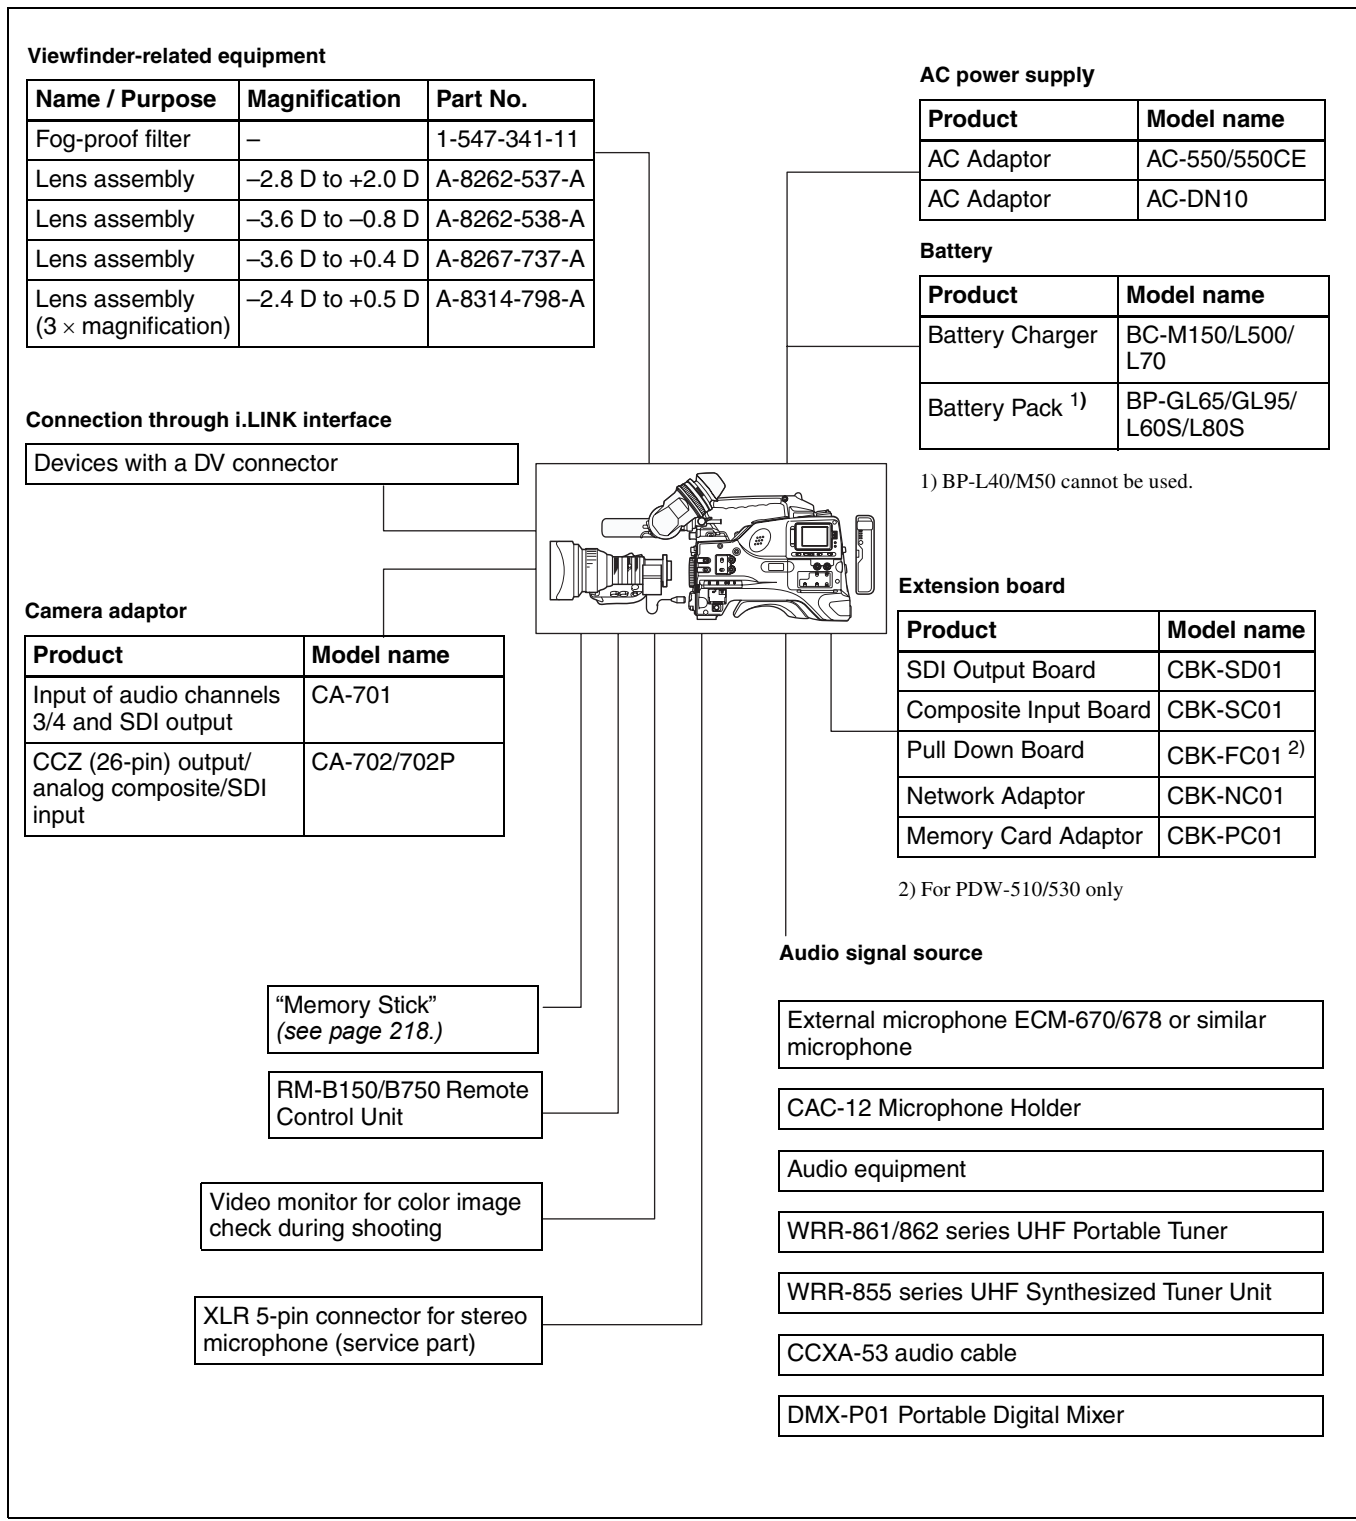 Viewfinder-related equipment
Name / Purpose Magnification Part No.
Fog-proof filter – 1-547-341-11
Lens assembly –2.8 D to +2.0 D A-8262-537-A
Lens assembly –3.6 D to –0.8 D A-8262-538-A
Lens assembly –3.6 D to +0.4 D A-8267-737-A
Lens assembly –2.4 D to +0.5 D A-8314-798-A
(3 × magnification)
AC power supply
Product Model name
AC Adaptor AC-550/550CE
AC Adaptor AC-DN10
Battery
Product Model name
Battery Charger BC-M150/L500/
L70
Battery Pack 1) BP-GL65/GL95/
L60S/L80S
1) BP-L40/M50 cannot be used.
Connection through i.LINK interface
Devices with a DV connector
Camera adaptor
Product Model name
Input of audio channels CA-701
3/4 and SDI output
CCZ (26-pin) output/ CA-702/702P
analog composite/SDI
input
Extension board
Product Model name
SDI Output Board CBK-SD01
Composite Input Board CBK-SC01
Pull Down Board CBK-FC01 2)
Network Adaptor CBK-NC01
Memory Card Adaptor CBK-PC01
2) For PDW-510/530 only
“Memory Stick”
(see page 218.)
RM-B150/B750 Remote
Control Unit
Video monitor for color image
check during shooting
XLR 5-pin connector for stereo
microphone (service part)
Audio signal source
External microphone ECM-670/678 or similar
microphone
CAC-12 Microphone Holder
Audio equipment
WRR-861/862 series UHF Portable Tuner
WRR-855 series UHF Synthesized Tuner Unit
CCXA-53 audio cable
DMX-P01 Portable Digital Mixer